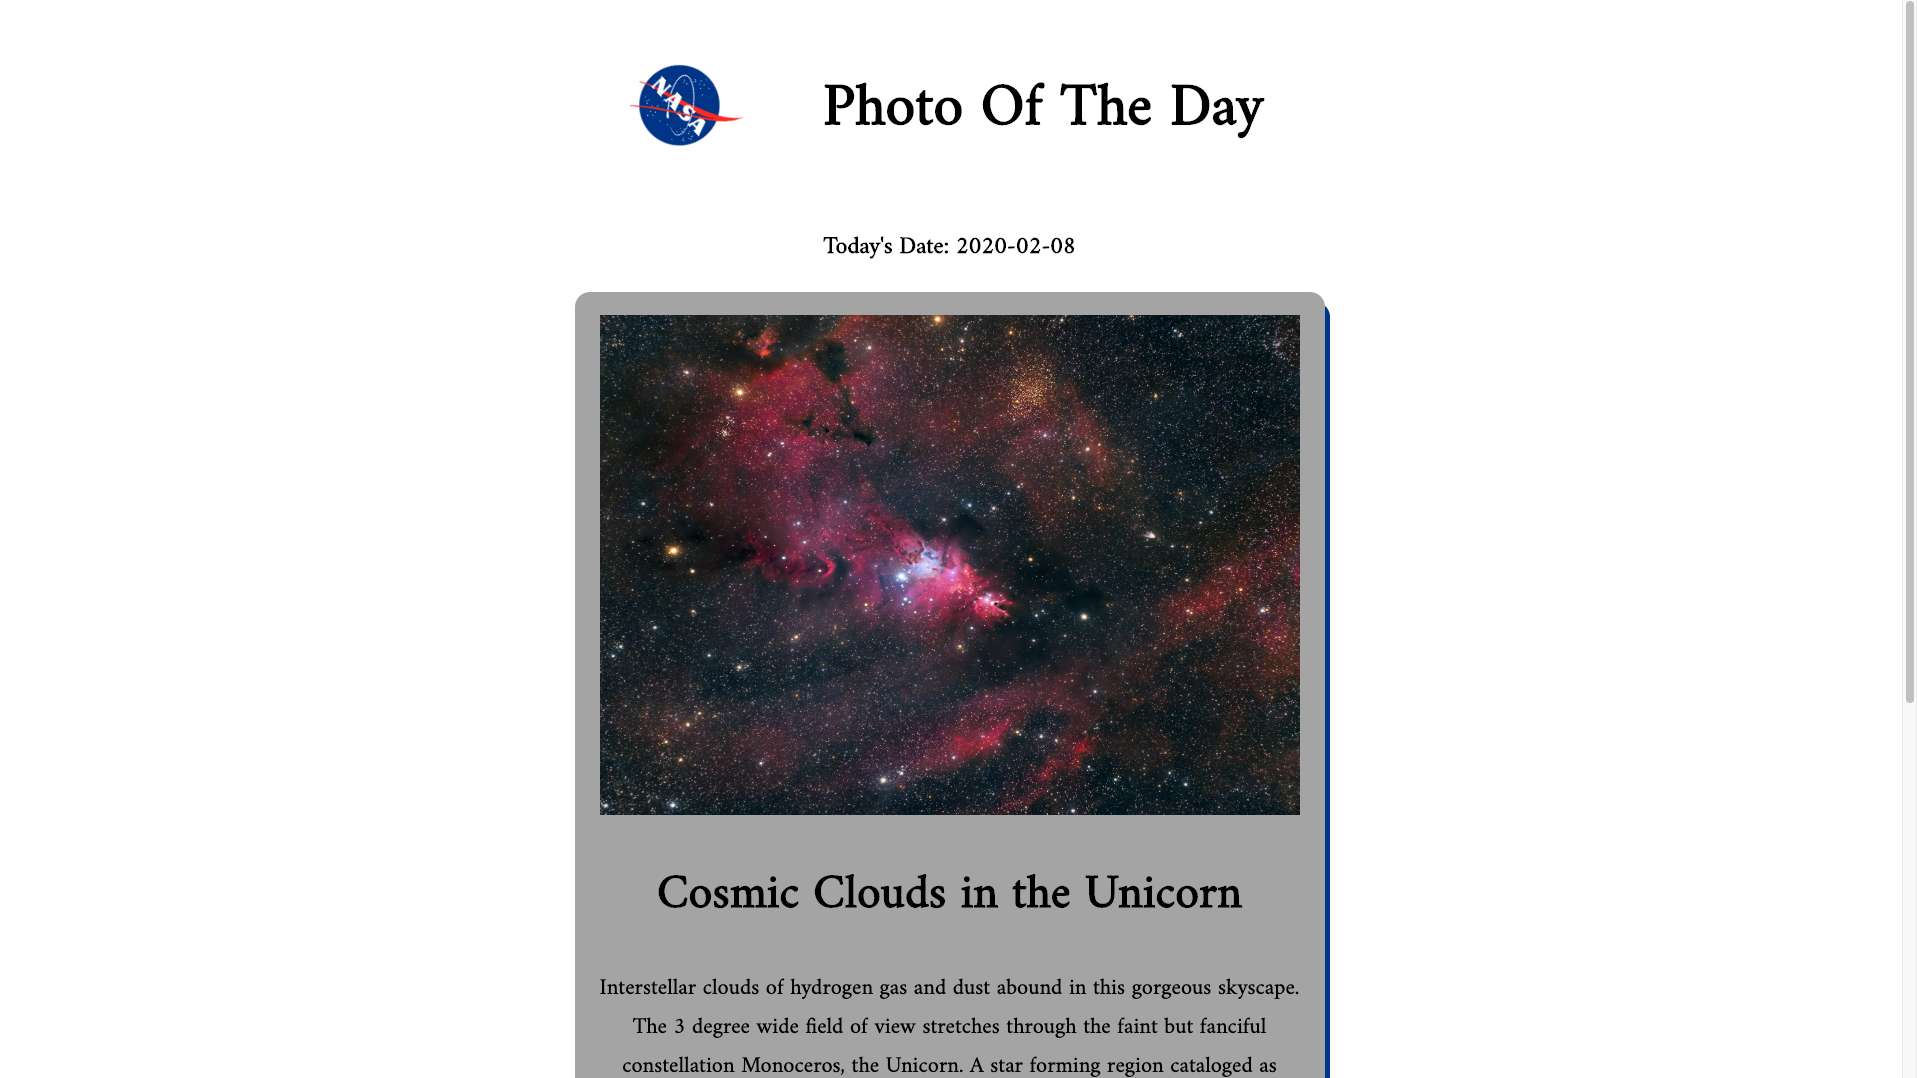 NASA
Photo Of The Day
Today's Date: 2020-02-08
Cosmic Clouds in the Unicorn
Interstellar clouds of hydrogen gas and dust abound in this gorgeous skyscape.
The 3 degree wide field of view stretches through the faint but fanciful
constellation Monoceros, the Unicorn. A star forming region cataloged as